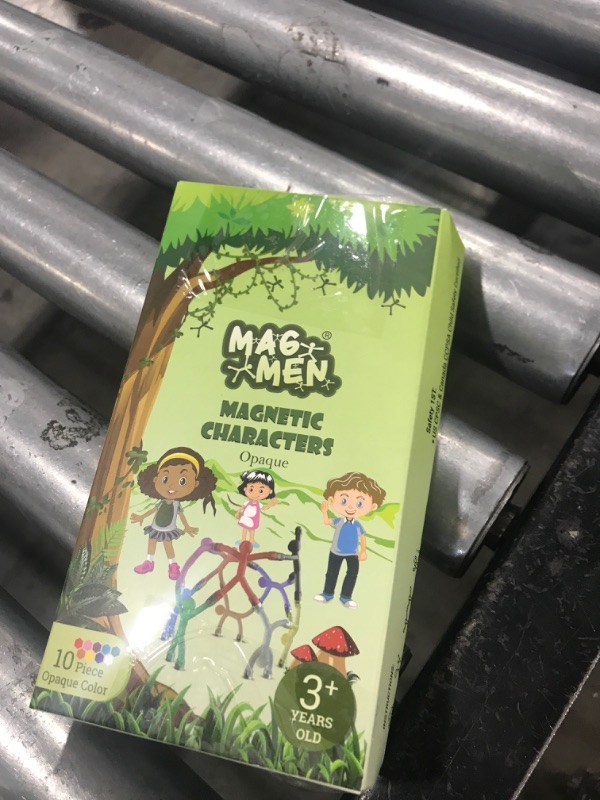 MAG-
MEN®
MAGNETIC
CHARACTERS
Opaque
10 Piece
Opaque Color
3+
YEARS
OLD
Safety 1ST